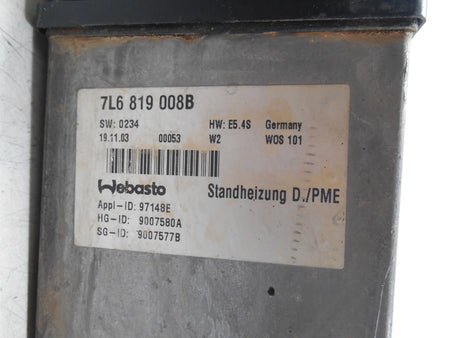 7L6 819 008B
SW: 0234 HW: E5.4S Germany
19.11.03 00053 W2 WOS 101
Webasto Standheizung D./PME
Appl-ID: 97148E
HG-ID: 9007580A
SG-ID: 9007577B